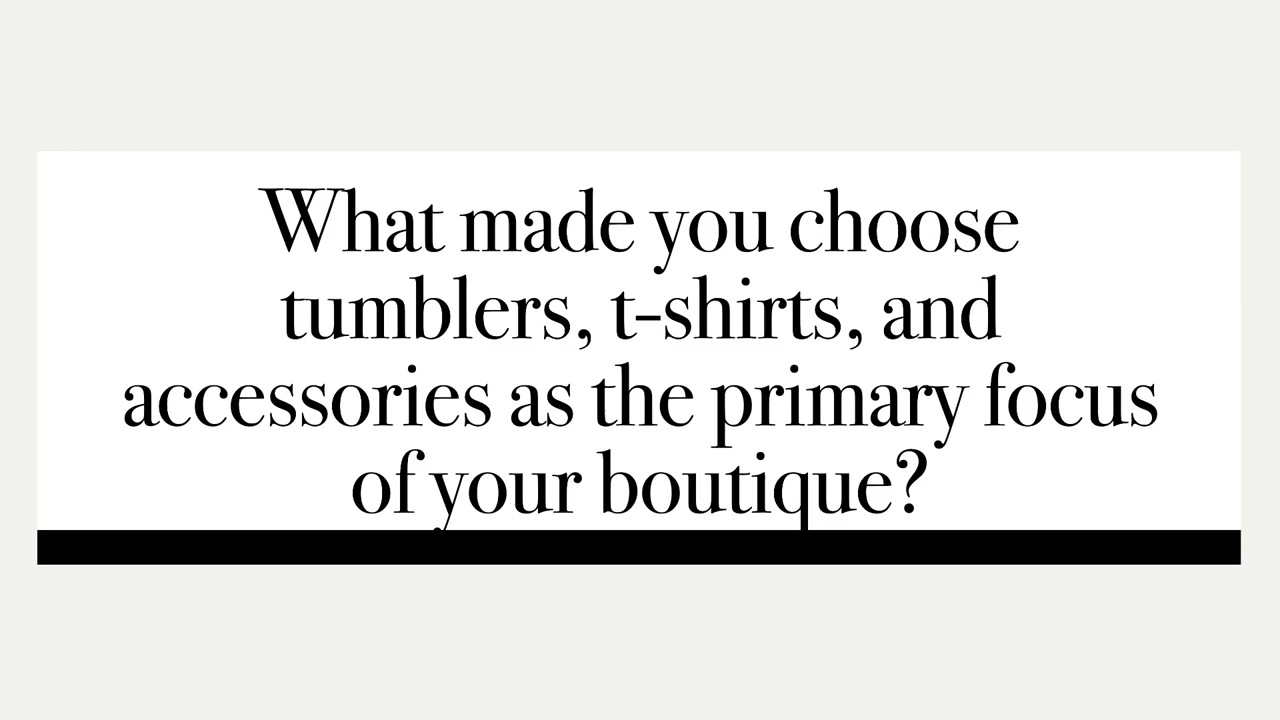 What made you choose
tumblers, t-shirts, and
accessories as the primary focus
of your boutique?